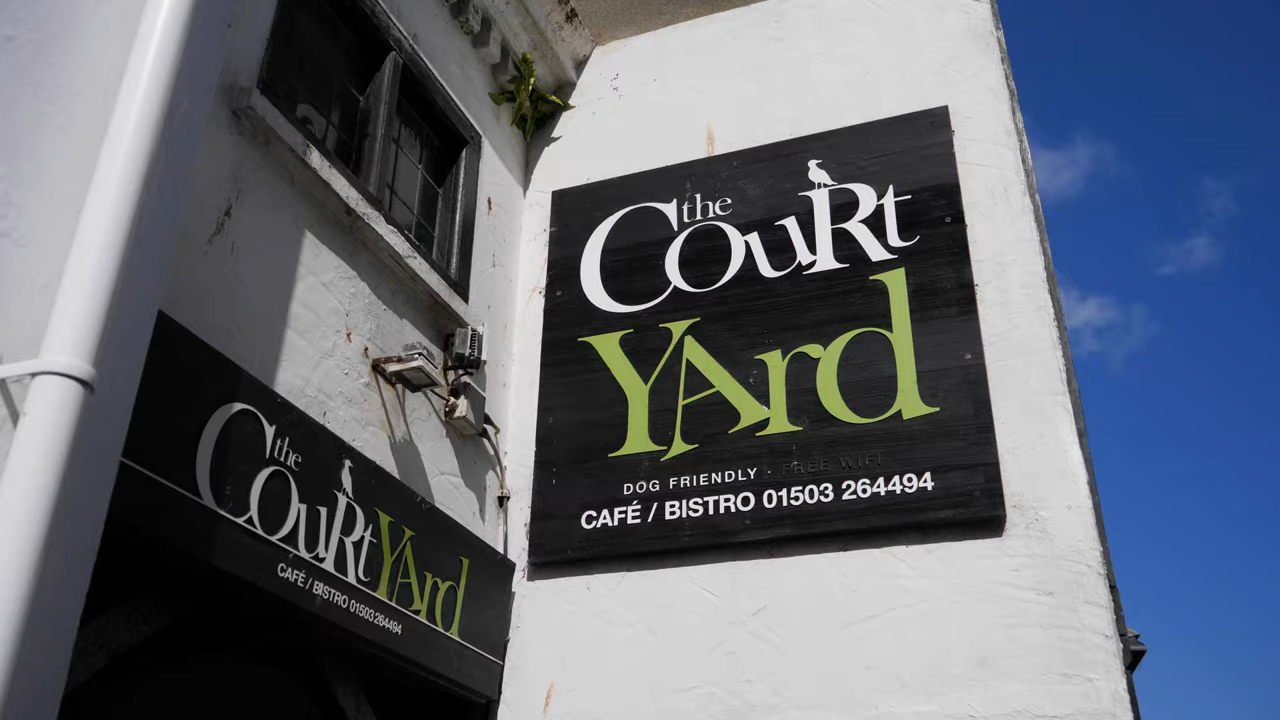 the
CouRt
YArd
DOG FRIENDLY · FREE WIFI
CAFÉ / BISTRO 01503 264494
the
CouRt YArd
CAFÉ / BISTRO 01503 264494